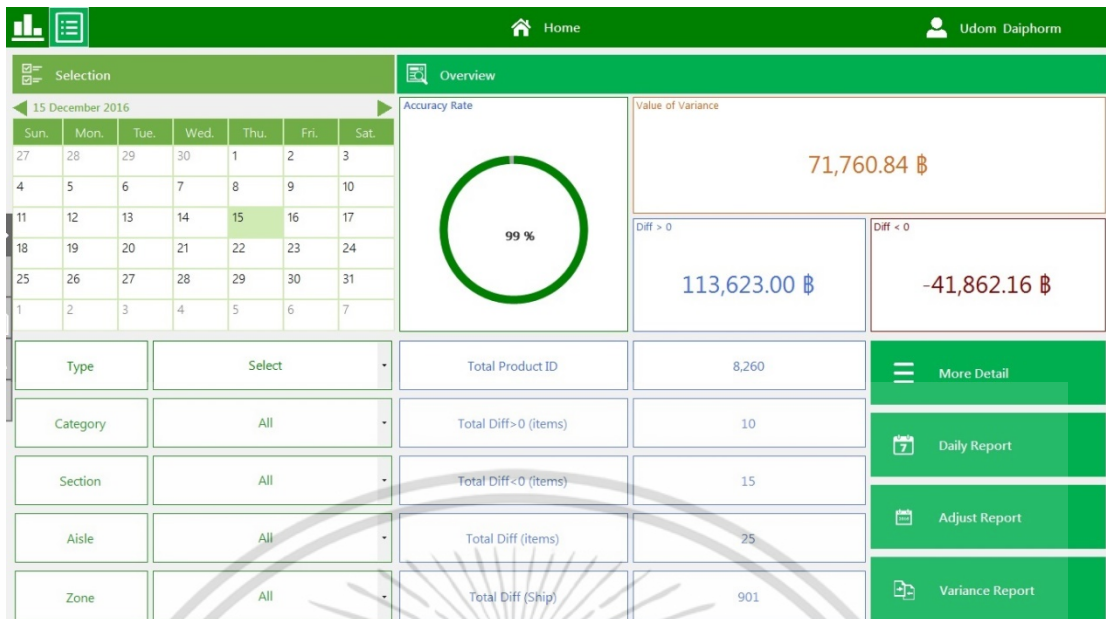 Home
Udom Daiphorm
Selection
Overview
15 December 2016
Sun. Mon. Tue. Wed. Thu. Fri. Sat.
27 28 29 30 1 2 3
4 5 6 7 8 9 10
11 12 13 14 15 16 17
18 19 20 21 22 23 24
25 26 27 28 29 30 31
1 2 3 4 5 6 7
Accuracy Rate
99 %
Value of Variance
71,760.84 ฿
Diff > 0
113,623.00 ฿
Diff < 0
-41,862.16 ฿
Type Select
Category All
Section All
Aisle All
Zone All
Total Product ID 8,260
Total Diff>0 (items) 10
Total Diff<0 (items) 15
Total Diff (items) 25
Total Diff (Ship) 901
More Detail
7 Daily Report
Adjust Report
Variance Report